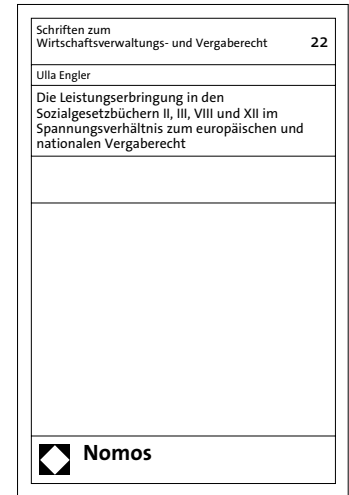 Schriften zum
Wirtschaftsverwaltungs- und Vergaberecht 22
Ulla Engler
Die Leistungserbringung in den
Sozialgesetzbüchern II, III, VIII und XII im
Spannungsverhältnis zum europäischen und
nationalen Vergaberecht
Nomos